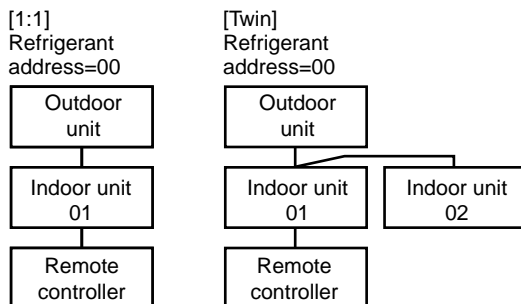 [1:1]
Refrigerant
address=00
Outdoor
unit
Indoor unit
01
Remote
controller
[Twin]
Refrigerant
address=00
Outdoor
unit
Indoor unit
01
Indoor unit
02
Remote
controller